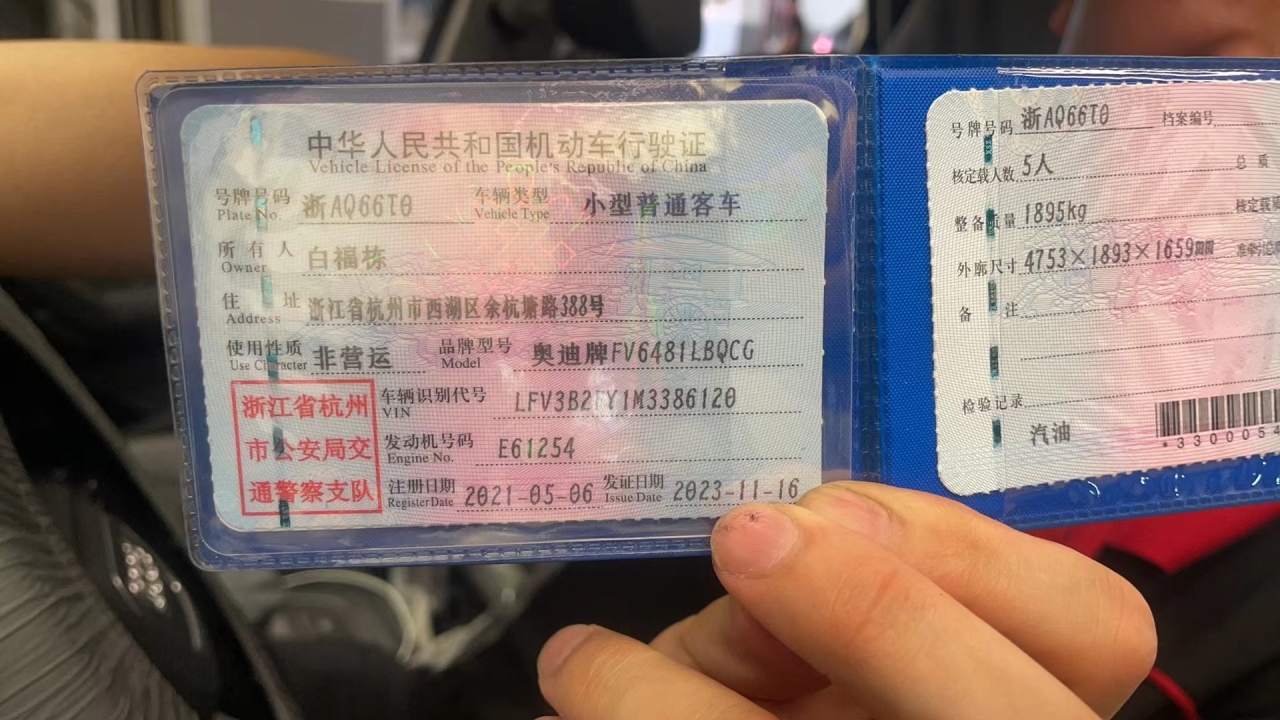 中华人民共和国机动车行驶证
Vehicle License of the People's Republic of China
号牌号码 浙AQ66T0 车辆类型 小型普通客车
Plate No. Vehicle Type
所有人 白福栋
Owner
住址 浙江省杭州市西湖区余杭塘路388号
Address
使用性质 非营运 品牌型号 奥迪牌FV6481LBQCG
Use Character Model
浙江省杭州
市公安局交
通警察支队
车辆识别代号 LFV3B2FY1M3386120
VIN
发动机号码 E61254
Engine No.
注册日期 2021-05-06 发证日期 2023-11-16
Register Date Issue Date
号牌号码 浙AQ66T0 档案编号
核定载人数 5人 总质
整备质量 1895kg 核定载
外廓尺寸 4753×1893×1659mm
备注
检验记录
汽油
*3300054